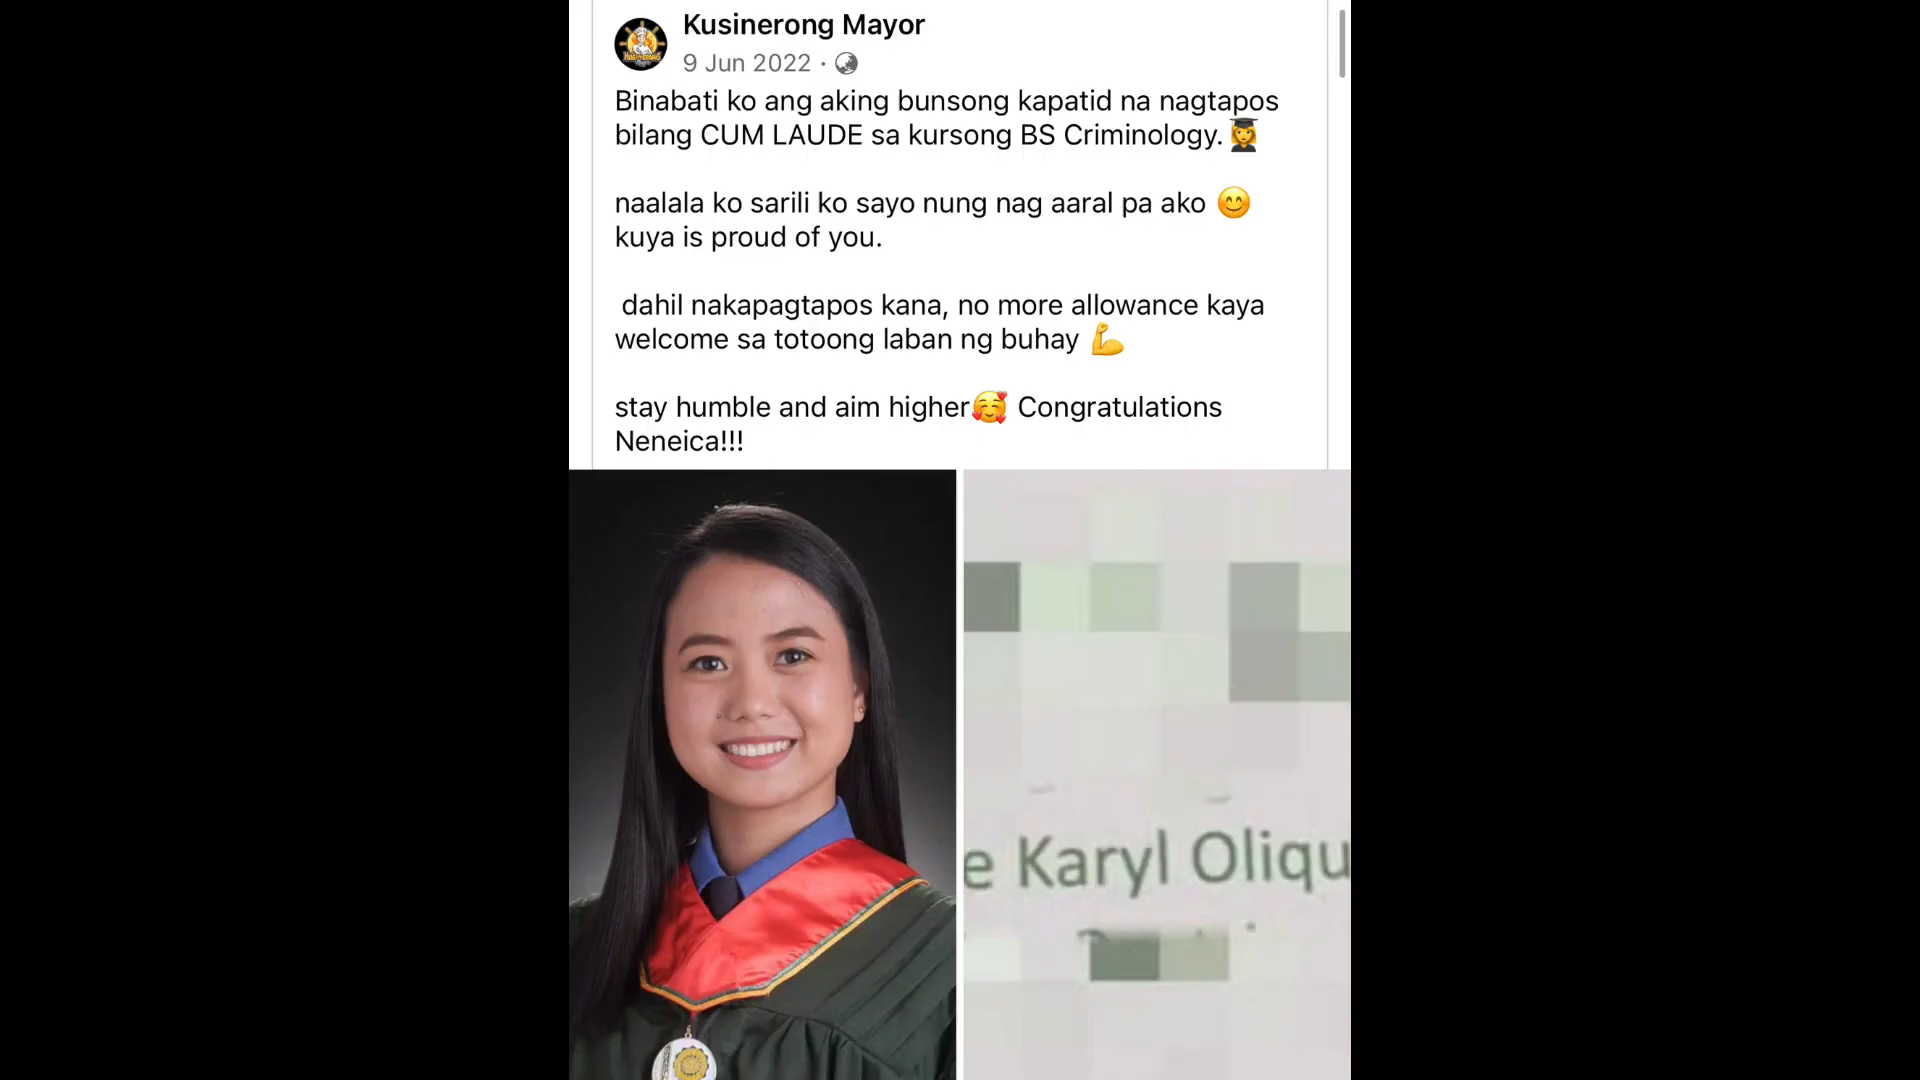 Kusinerong Mayor
9 Jun 2022 ·
Binabati ko ang aking bunsong kapatid na nagtapos
bilang CUM LAUDE sa kursong BS Criminology.👩‍🎓
naalala ko sarili ko sayo nung nag aaral pa ako 😊
kuya is proud of you.
dahil nakapagtapos kana, no more allowance kaya
welcome sa totoong laban ng buhay 💪
stay humble and aim higher🥰 Congratulations
Neneica!!!
e Karyl Oliqu